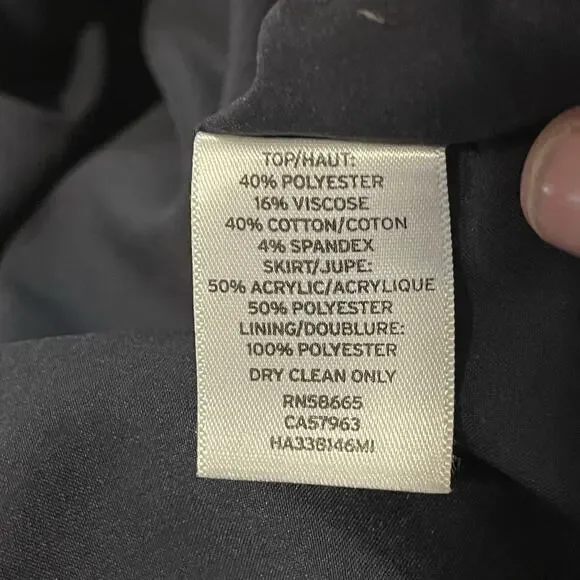 TOP/HAUT:
40% POLYESTER
16% VISCOSE
40% COTTON/COTON
4% SPANDEX
SKIRT/JUPE:
50% ACRYLIC/ACRYLIQUE
50% POLYESTER
LINING/DOUBLURE:
100% POLYESTER
DRY CLEAN ONLY
RN58665
CA57963
HA33B146MI